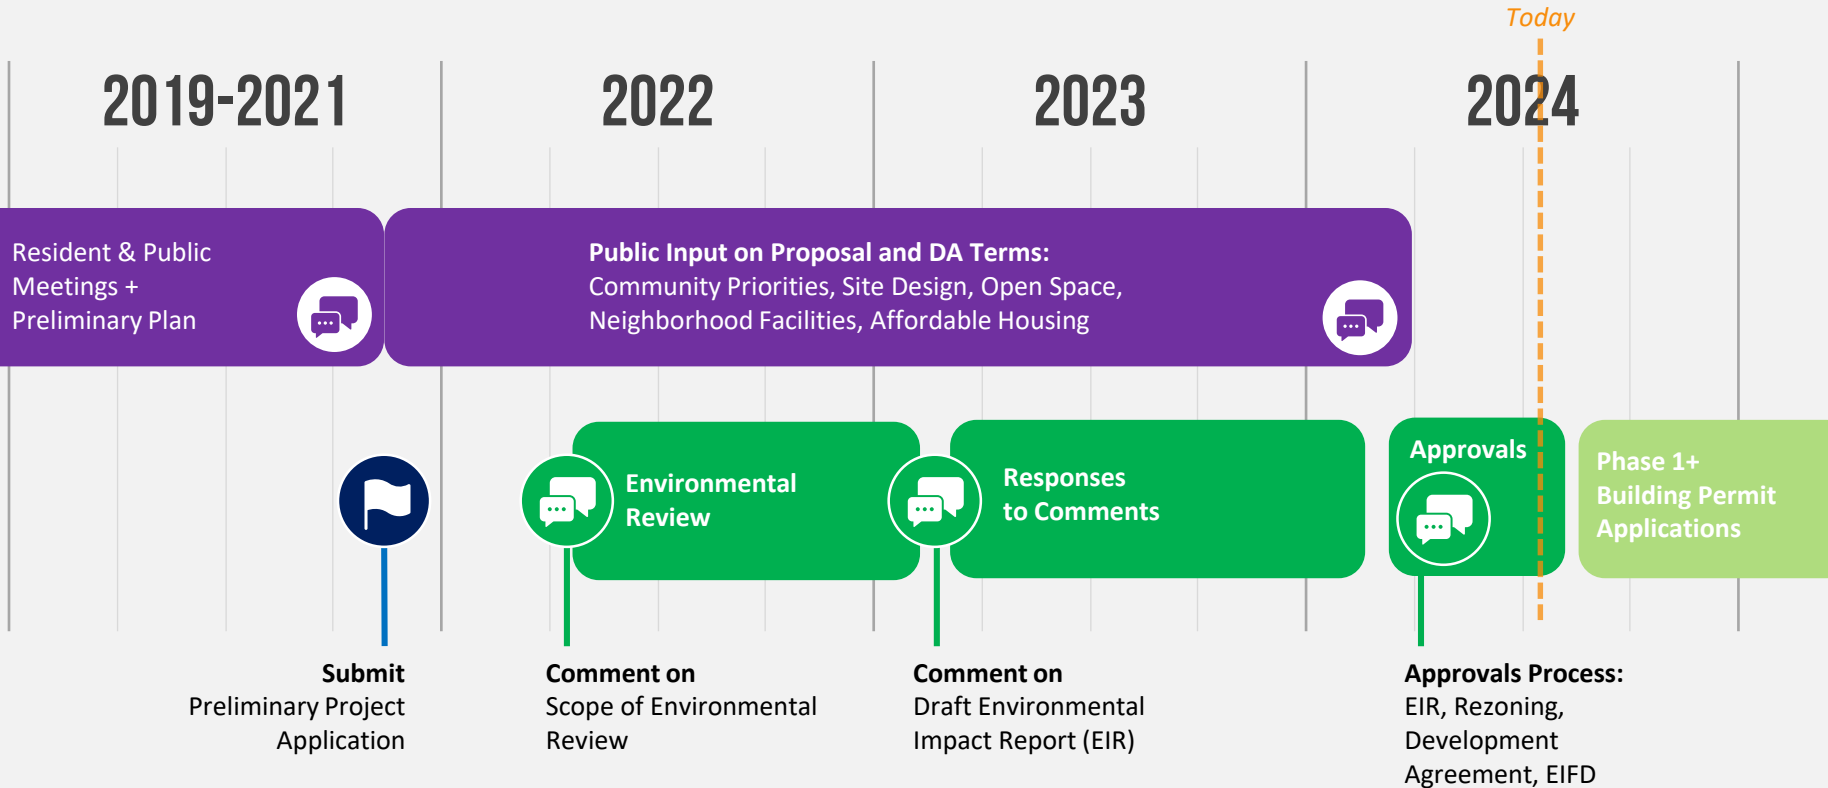 Today
2019-2021
2022
2023
2024
Resident & Public
Meetings +
Preliminary Plan
Public Input on Proposal and DA Terms:
Community Priorities, Site Design, Open Space,
Neighborhood Facilities, Affordable Housing
Environmental
Review
Responses
to Comments
Approvals
Phase 1+
Building Permit
Applications
Submit
Preliminary Project
Application
Comment on
Scope of Environmental
Review
Comment on
Draft Environmental
Impact Report (EIR)
Approvals Process:
EIR, Rezoning,
Development
Agreement, EIFD